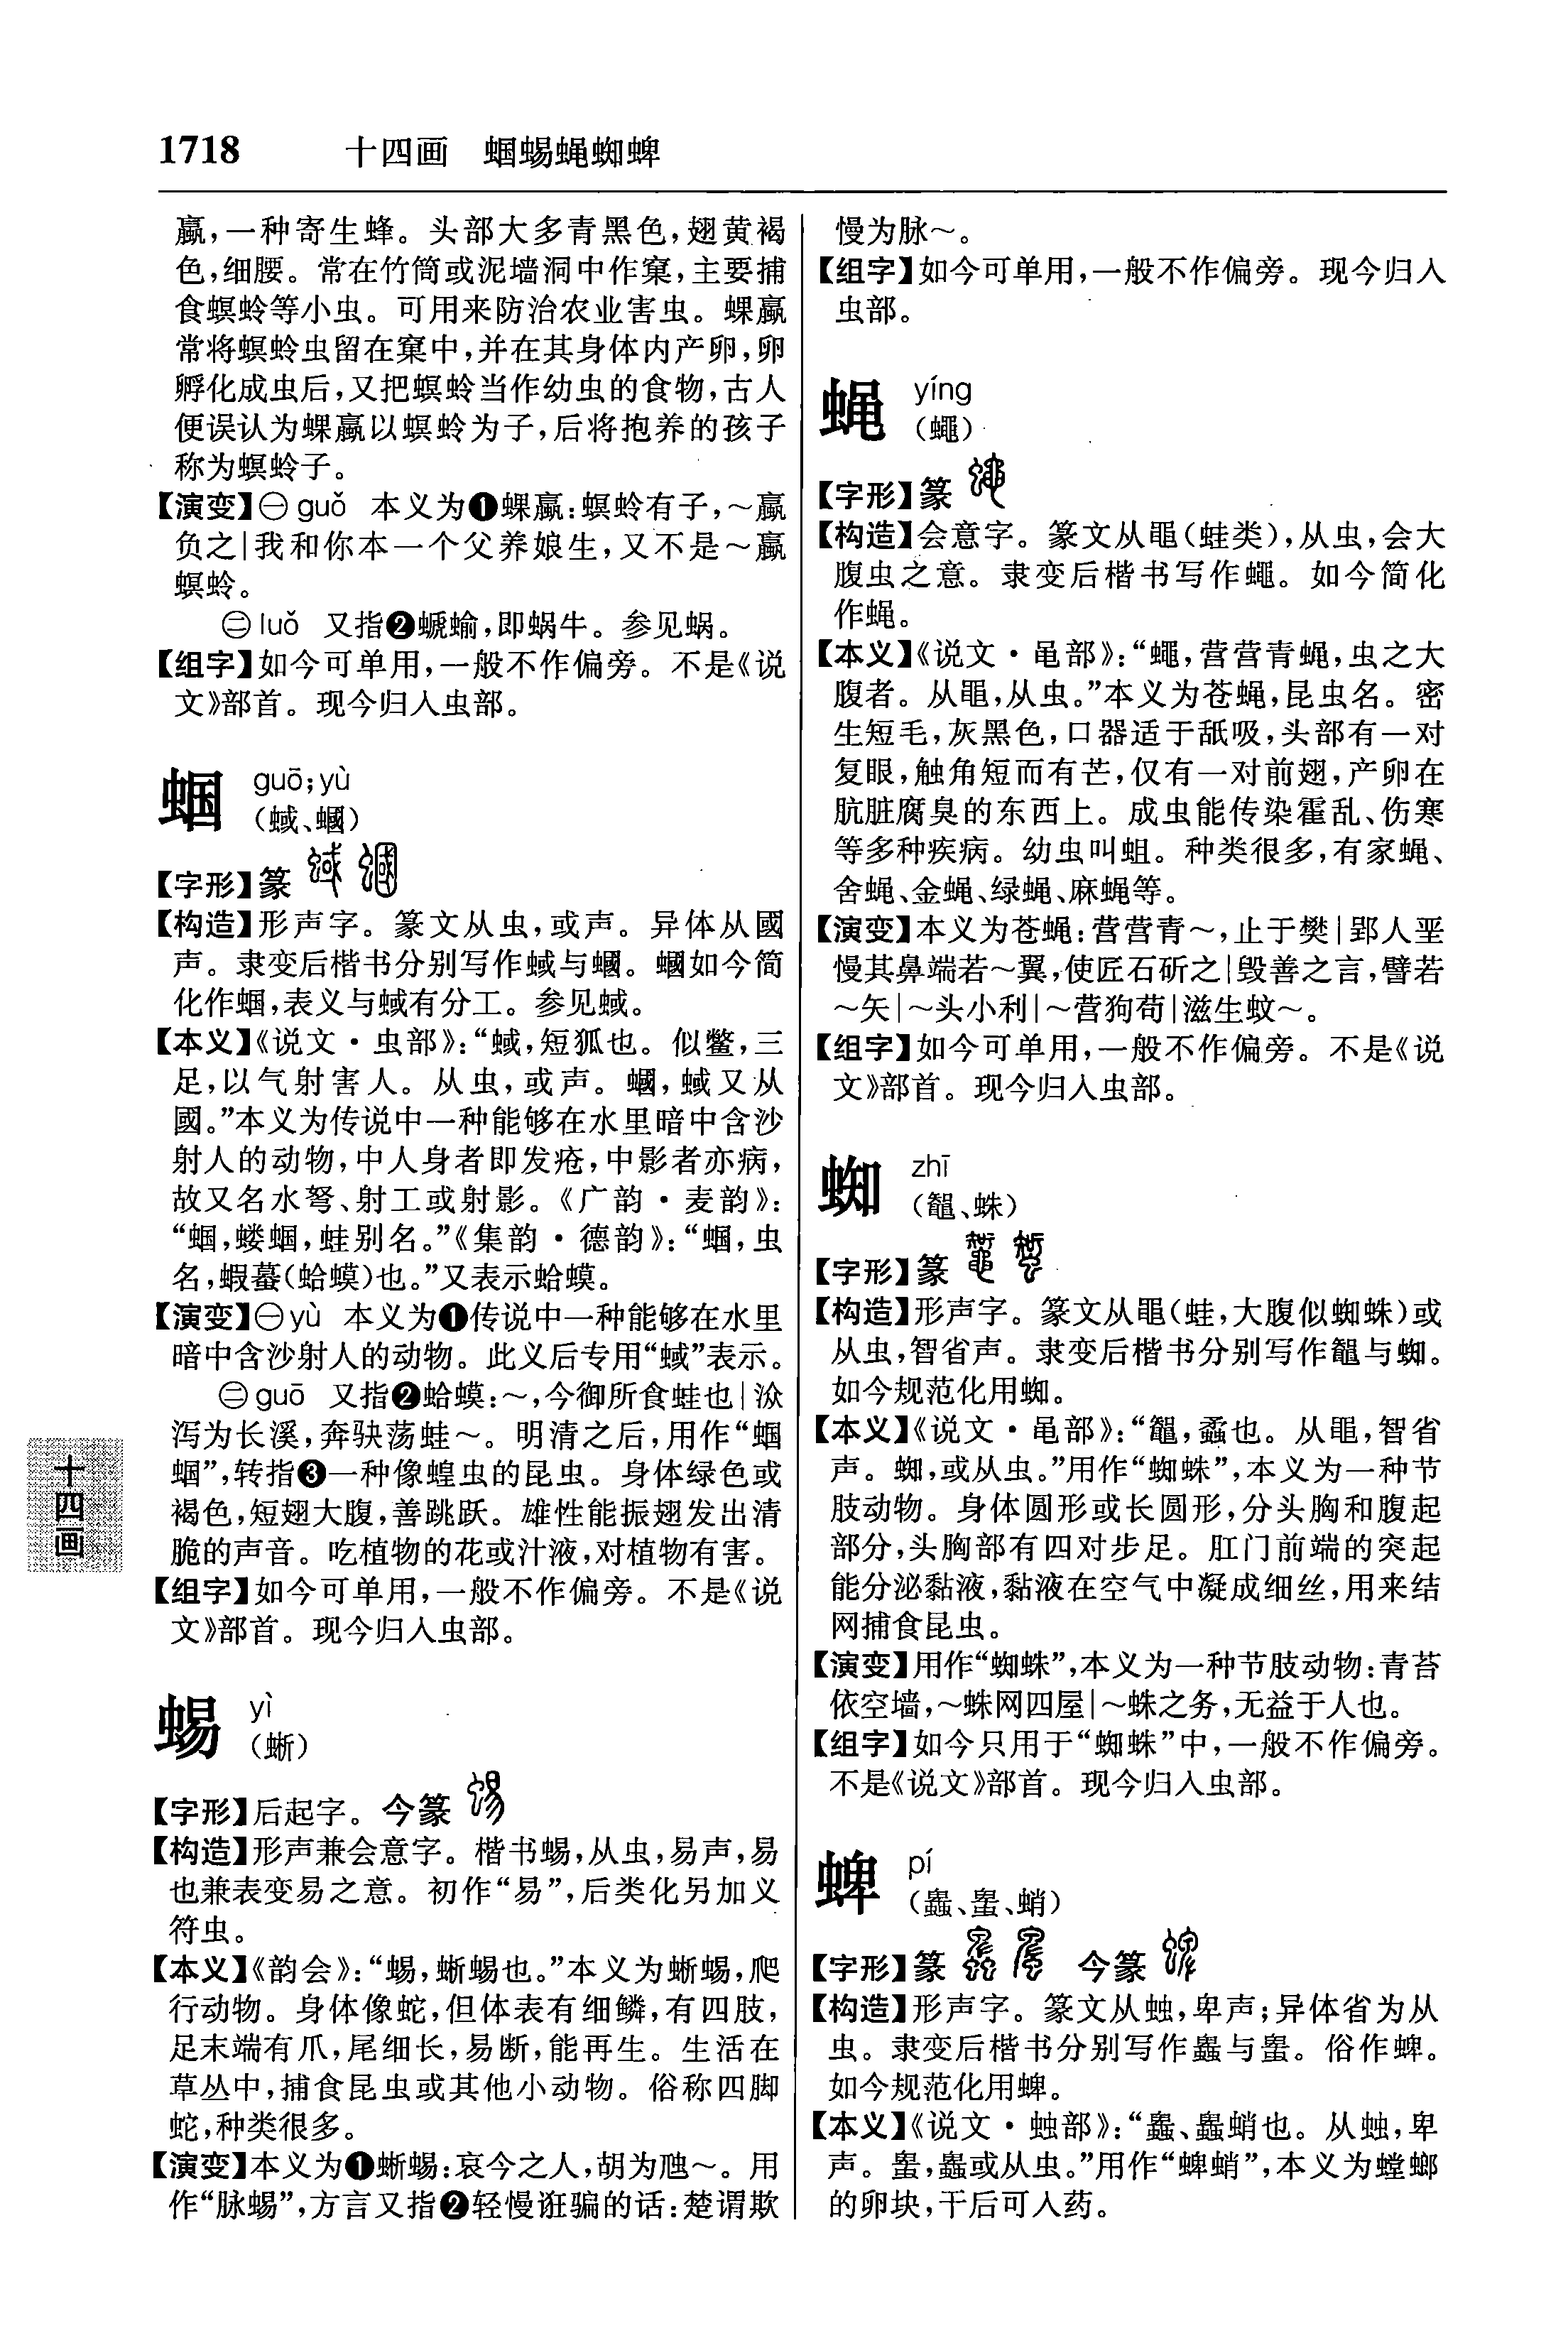 1718 十四画 蝈蜴蝇蜘蜱
蠃,一种寄生蜂。头部大多青黑色,翅黄褐
色,细腰。常在竹筒或泥墙洞中作窠,主要捕
食螟蛉等小虫。可用来防治农业害虫。蜾蠃
常将螟蛉虫留在窠中,并在其身体内产卵,卵
孵化成虫后,又把螟蛉当作幼虫的食物,古人
便误认为蜾蠃以螟蛉为子,后将抱养的孩子
称为螟蛉子。
【演变】㊀guǒ 本义为❶蜾蠃:螟蛉有子,～蠃
负之|我和你本一个父养娘生,又不是～蠃
螟蛉。
㊁luǒ 又指❷螔蝓,即蜗牛。参见蜗。
【组字】如今可单用,一般不作偏旁。不是《说
文》部首。现今归入虫部。
蝈 guō;yù
(蜮、蟈)
【字形】篆
【构造】形声字。篆文从虫,或声。异体从國
声。隶变后楷书分别写作蜮与蟈。蟈如今简
化作蝈,表义与蜮有分工。参见蜮。
【本义】《说文·虫部》:“蜮,短狐也。似鳖,三
足,以气射害人。从虫,或声。蟈,蜮又从
國。”本义为传说中一种能够在水里暗中含沙
射人的动物,中人身者即发疮,中影者亦病,
故又名水弩、射工或射影。《广韵·麦韵》:
“蝈,蝼蝈,蛙别名。”《集韵·德韵》:“蝈,虫
名,蝦蟇(蛤蟆)也。”又表示蛤蟆。
【演变】㊀yù 本义为❶传说中一种能够在水里
暗中含沙射人的动物。此义后专用“蜮”表示。
㊁guō 又指❷蛤蟆:～,今御所食蛙也|泲
泻为长溪,奔驶荡蛙～。明清之后,用作“蝈
蝈”,转指❸一种像蝗虫的昆虫。身体绿色或
褐色,短翅大腹,善跳跃。雄性能振翅发出清
脆的声音。吃植物的花或汁液,对植物有害。
【组字】如今可单用,一般不作偏旁。不是《说
文》部首。现今归入虫部。
蜴 yì
(蜥)
【字形】后起字。今篆
【构造】形声兼会意字。楷书蜴,从虫,易声,易
也兼表变易之意。初作“易”,后类化另加义
符虫。
【本义】《韵会》:“蜴,蜥蜴也。”本义为蜥蜴,爬
行动物。身体像蛇,但体表有细鳞,有四肢,
足末端有爪,尾细长,易断,能再生。生活在
草丛中,捕食昆虫或其他小动物。俗称四脚
蛇,种类很多。
【演变】本义为❶蜥蜴:哀今之人,胡为虺～。用
作“脉蜴”,方言又指❷轻慢诳骗的话:楚谓欺
十四画
慢为脉～。
【组字】如今可单用,一般不作偏旁。现今归入
虫部。
蝇 yíng
(蠅)
【字形】篆
【构造】会意字。篆文从黽(蛙类),从虫,会大
腹虫之意。隶变后楷书写作蠅。如今简化
作蝇。
【本义】《说文·黾部》:“蠅,营营青蝇,虫之大
腹者。从黽,从虫。”本义为苍蝇,昆虫名。密
生短毛,灰黑色,口器适于舐吸,头部有一对
复眼,触角短而有芒,仅有一对前翅,产卵在
肮脏腐臭的东西上。成虫能传染霍乱、伤寒
等多种疾病。幼虫叫蛆。种类很多,有家蝇、
舍蝇、金蝇、绿蝇、麻蝇等。
【演变】本义为苍蝇:营营青～,止于樊|郢人垩
慢其鼻端若～翼,使匠石斫之|毁善之言,譬若
～矢|～头小利|～营狗苟|滋生蚊～。
【组字】如今可单用,一般不作偏旁。不是《说
文》部首。现今归入虫部。
蜘 zhī
(鼅、蛛)
【字形】篆
【构造】形声字。篆文从黽(蛙,大腹似蜘蛛)或
从虫,智省声。隶变后楷书分别写作鼅与蜘。
如今规范化用蜘。
【本义】《说文·黾部》:“鼅,蟊也。从黽,智省
声。蜘,或从虫。”用作“蜘蛛”,本义为一种节
肢动物。身体圆形或长圆形,分头胸和腹起
部分,头胸部有四对步足。肛门前端的突起
能分泌黏液,黏液在空气中凝成细丝,用来结
网捕食昆虫。
【演变】用作“蜘蛛”,本义为一种节肢动物:青苔
依空墙,～蛛网四屋|～蛛之务,无益于人也。
【组字】如今只用于“蜘蛛”中,一般不作偏旁。
不是《说文》部首。现今归入虫部。
蜱 pí
(蠯、蜃、蛸)
【字形】篆 今篆
【构造】形声字。篆文从䖵,卑声;异体省为从
虫。隶变后楷书分别写作与。俗作蜱。
如今规范化用蜱。
【本义】《说文·䖵部》:“、蛸也。从䖵,卑
声。,或从虫。”用作“蜱蛸”,本义为螳螂
的卵块,干后可入药。